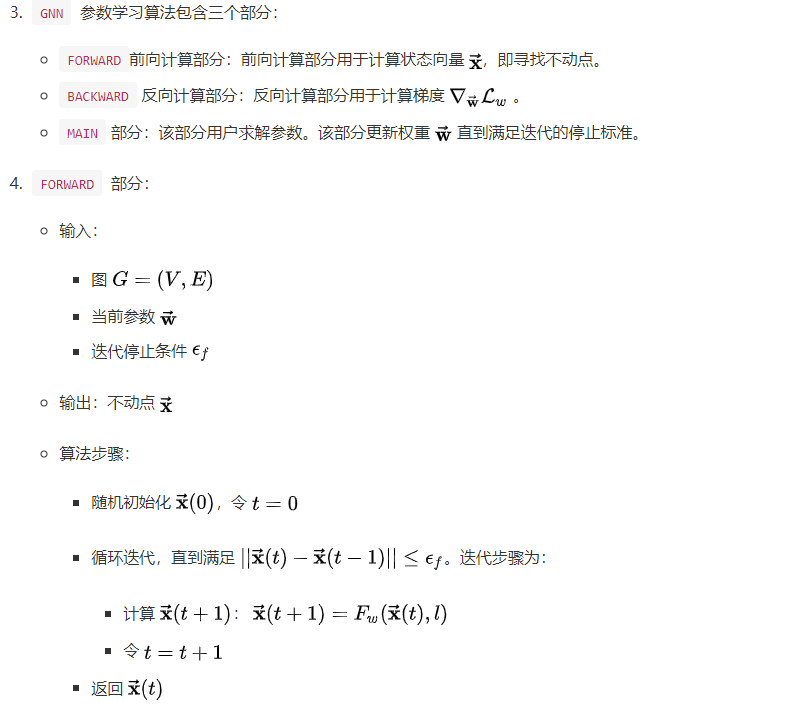 3. GNN 参数学习算法包含三个部分：
FORWARD 前向计算部分：前向计算部分用于计算状态向量 $\vec{\mathbf{x}}$，即寻找不动点。
BACKWARD 反向计算部分：反向计算部分用于计算梯度 $\nabla_{\vec{\mathbf{w}}}\mathcal{L}_w$ 。
MAIN 部分：该部分用户求解参数。该部分更新权重 $\vec{\mathbf{w}}$ 直到满足迭代的停止标准。
4. FORWARD 部分：
输入：
图 $G = (V, E)$
当前参数 $\vec{\mathbf{w}}$
迭代停止条件 $\epsilon_f$
输出：不动点 $\vec{\mathbf{x}}$
算法步骤：
随机初始化 $\vec{\mathbf{x}}(0)$，令 $t = 0$
循环迭代，直到满足 $||\vec{\mathbf{x}}(t) - \vec{\mathbf{x}}(t-1)|| \le \epsilon_f$。迭代步骤为：
计算 $\vec{\mathbf{x}}(t+1)$：$\vec{\mathbf{x}}(t+1) = F_w(\vec{\mathbf{x}}(t), l)$
令 $t = t + 1$
返回 $\vec{\mathbf{x}}(t)$